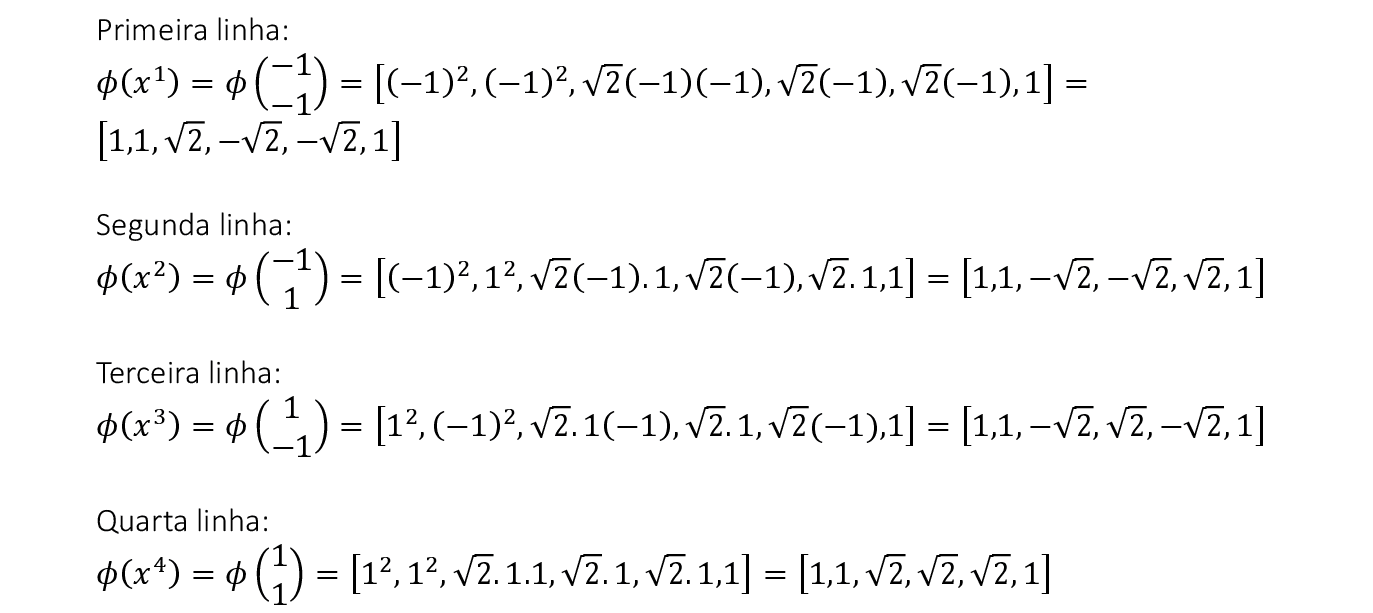 Primeira linha:
𝜙(𝑥¹) = 𝜙(−1 −1) = [(−1)², (−1)², √2(−1)(−1), √2(−1), √2(−1), 1] =
[1,1, √2, −√2, −√2, 1]
Segunda linha:
𝜙(𝑥²) = 𝜙(−1 1) = [(−1)², 1², √2(−1). 1, √2(−1), √2. 1,1] = [1,1, −√2, −√2, √2, 1]
Terceira linha:
𝜙(𝑥³) = 𝜙(1 −1) = [1², (−1)², √2. 1(−1), √2. 1, √2(−1),1] = [1,1, −√2, √2, −√2, 1]
Quarta linha:
𝜙(𝑥⁴) = 𝜙(1 1) = [1², 1², √2. 1.1, √2. 1, √2. 1,1] = [1,1, √2, √2, √2, 1]